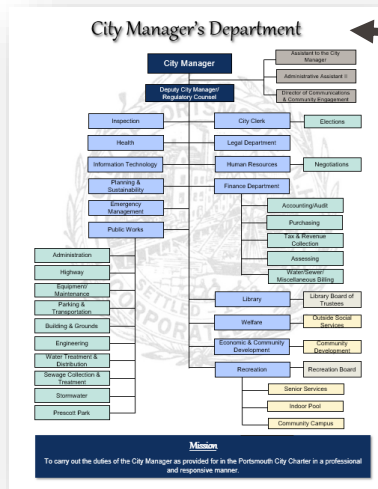 City Manager's Department
City Manager
Assistant to the City
Manager
Administrative Assistant II
Director of Communications
& Community Engagement
Deputy City Manager/
Regulatory Counsel
Inspection
City Clerk
Elections
Health
Legal Department
Information Technology
Human Resources
Negotiations
Planning &
Sustainability
Finance Department
Emergency
Management
Accounting/Audit
Public Works
Purchasing
Tax & Revenue
Collection
Administration
Assessing
Highway
Water/Sewer/
Miscellaneous Billing
Equipment/
Maintenance
Parking &
Transportation
Library
Library Board of
Trustees
Building & Grounds
Welfare
Outside Social
Services
Engineering
Economic & Community
Development
Community
Development
Water Treatment &
Distribution
Sewage Collection &
Treatment
Recreation
Recreation Board
Stormwater
Senior Services
Prescott Park
Indoor Pool
Community Campus
Mission
To carry out the duties of the City Manager as provided for in the Portsmouth City Charter in a professional
and responsive manner.